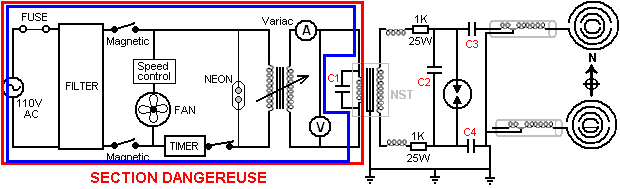 FUSE
Magnetic
Variac
A
1K
25W
C3
Speed
control
NEON
C1
NST
C2
N
110V
AC
FILTER
FAN
V
TIMER
Magnetic
1K
25W
C4
SECTION DANGEREUSE